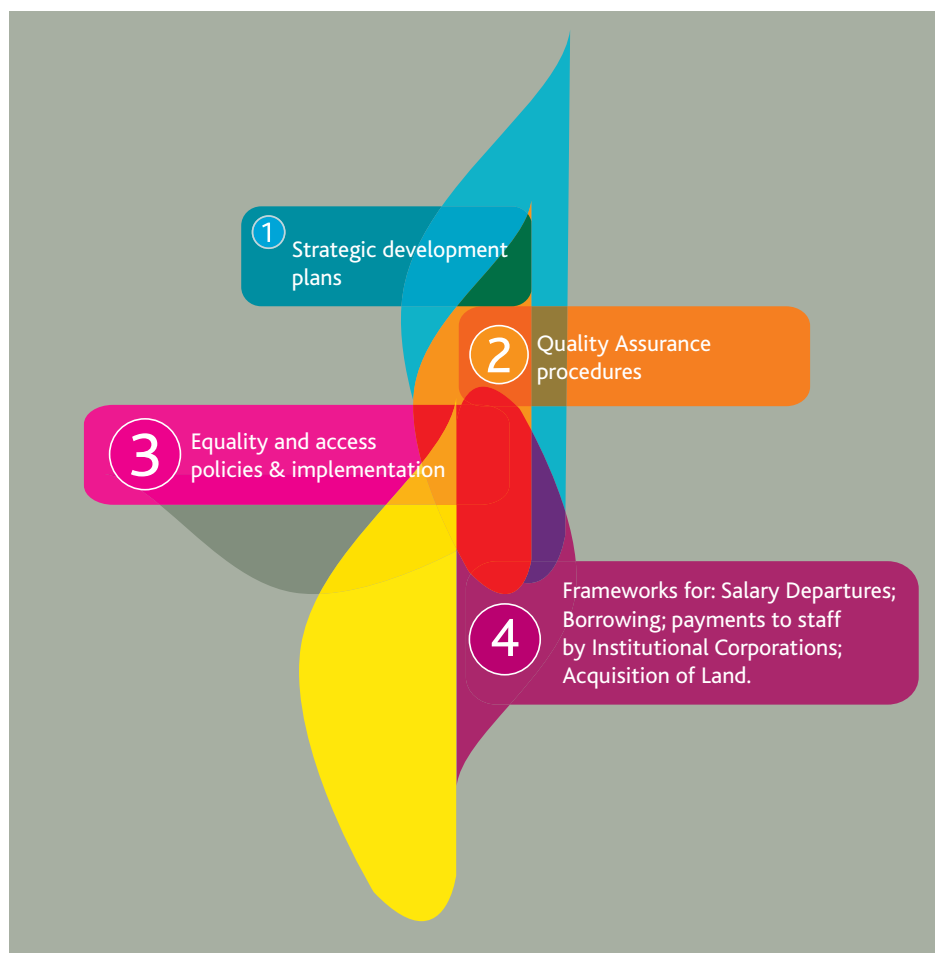 1
Strategic development
plans
2
Quality Assurance
procedures
3
Equality and access
policies & implementation
4
Frameworks for: Salary Departures;
Borrowing; payments to staff
by Institutional Corporations;
Acquisition of Land.